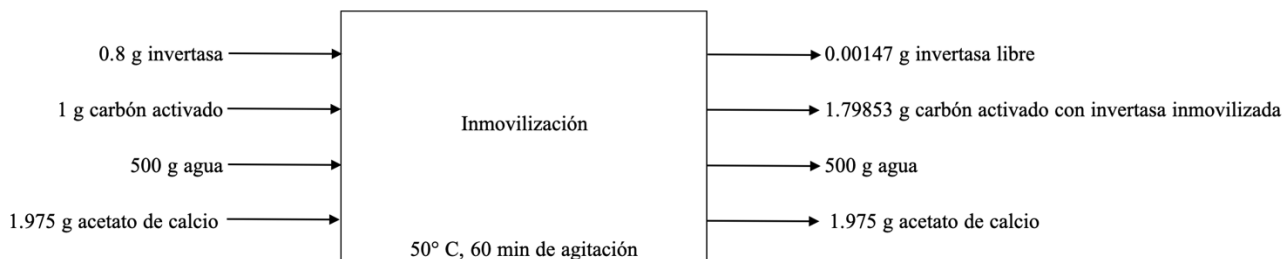 0.8 g invertasa
1 g carbón activado
500 g agua
1.975 g acetato de calcio
Inmovilización
50° C, 60 min de agitación
0.00147 g invertasa libre
1.79853 g carbón activado con invertasa inmovilizada
500 g agua
1.975 g acetato de calcio